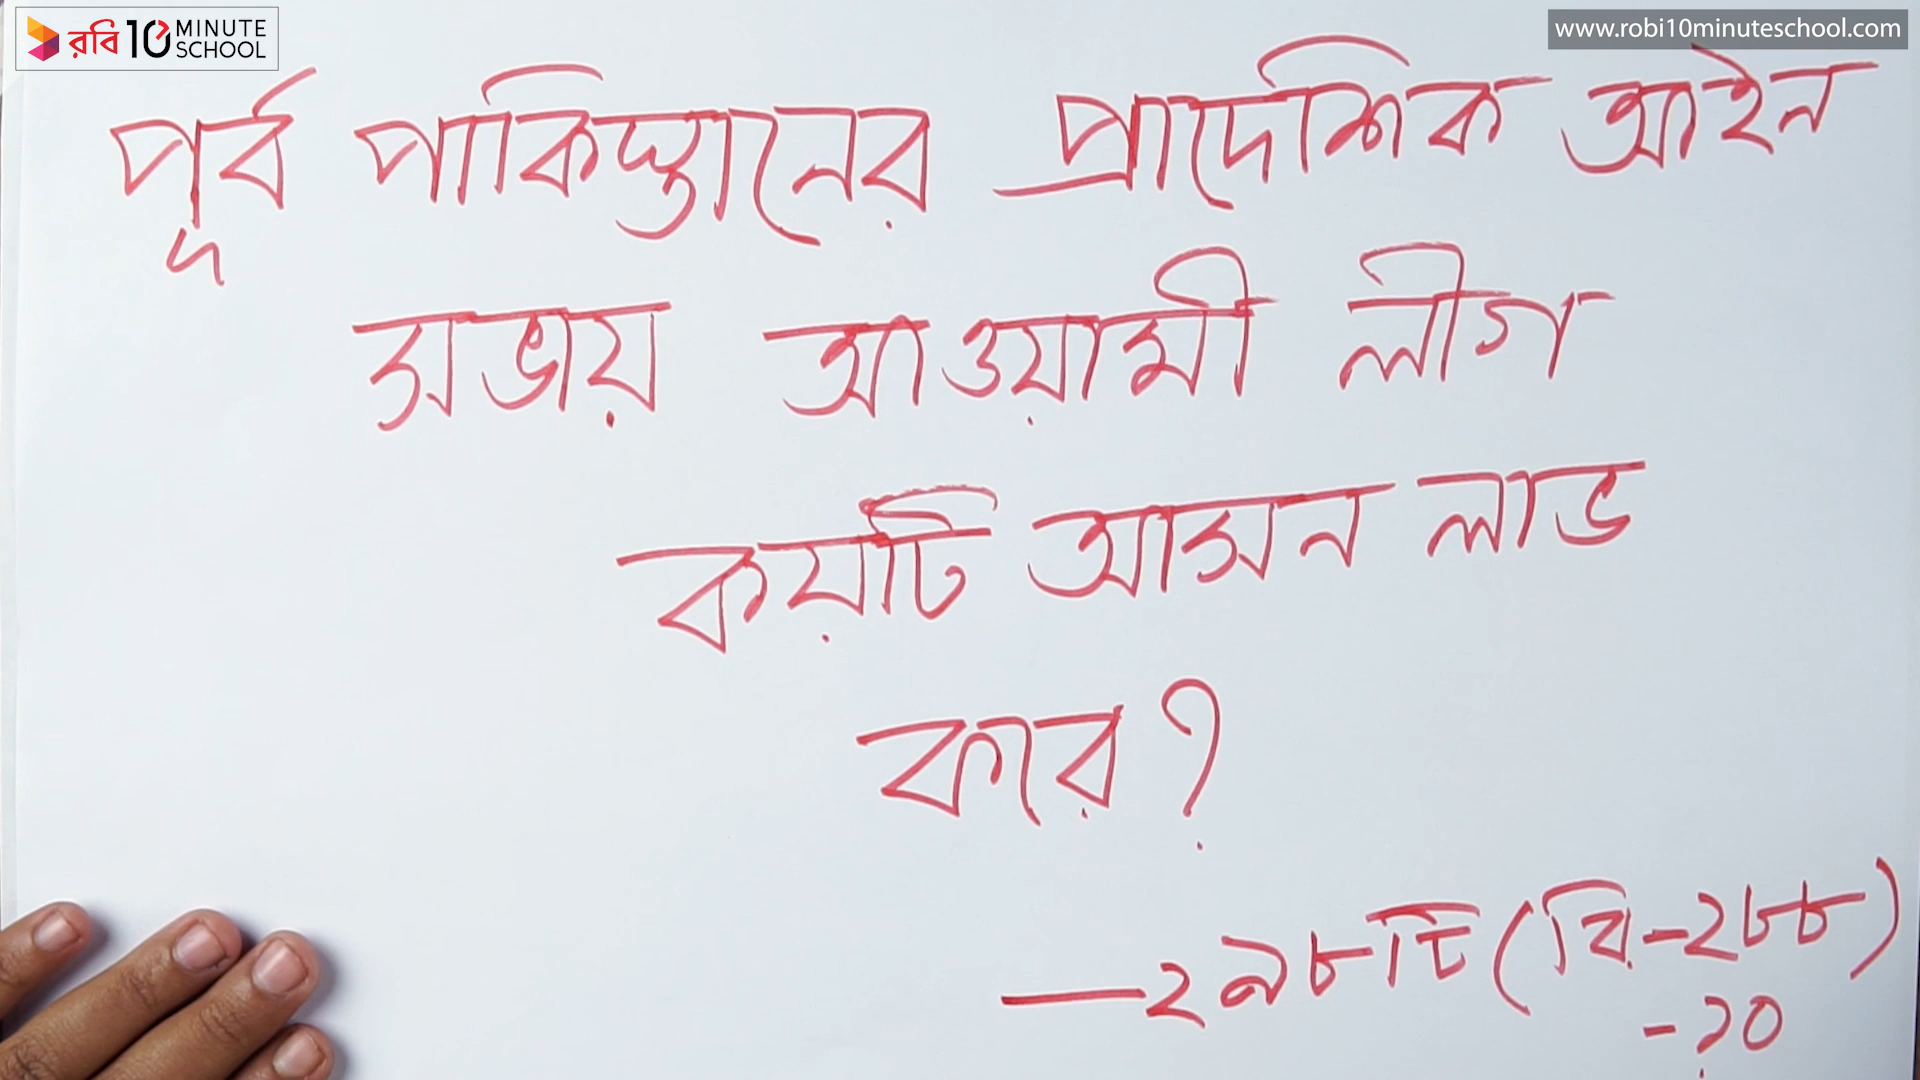 রবি 10 MINUTE SCHOOL
www.robi10minuteschool.com
পূর্ব পাকিস্তানের প্রাদেশিক আইন
সভায় আওয়ামী লীগ
কয়টি আসন লাভ
করে?
—২৯৮টি (বি-২৮৮)
-১০